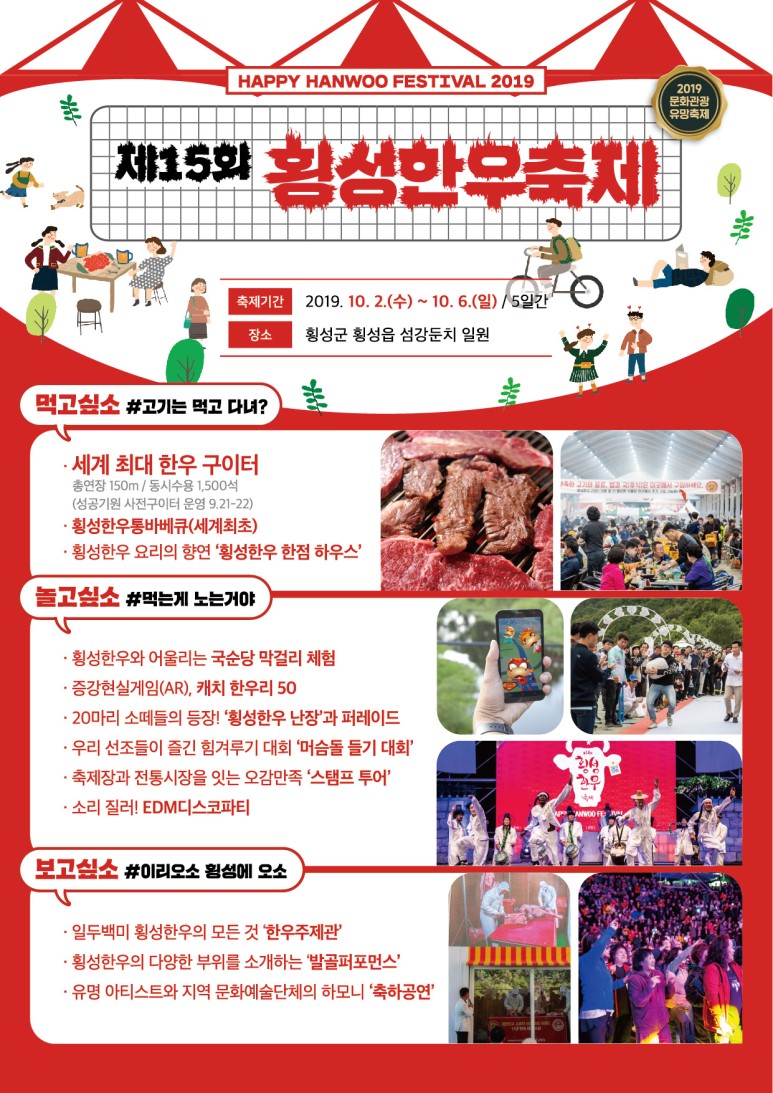 HAPPY HANWOO FESTIVAL 2019
2019
문화관광
유망축제
제15회 횡성한우축제
축제기간 2019. 10. 2.(수) ~ 10. 6.(일) / 5일간
장소 횡성군 횡성읍 섬강둔치 일원
먹고싶소 #고기는 먹고 다녀?
· 세계 최대 한우 구이터
총연장 150m / 동시수용 1,500석
(성공기원 사전구이터 운영 9.21-22)
· 횡성한우통바베큐(세계최초)
· 횡성한우 요리의 향연 ‘횡성한우 한점 하우스’
놀고싶소 #먹는게 노는거야
· 횡성한우와 어울리는 국순당 막걸리 체험
· 증강현실게임(AR), 캐치 한우리 50
· 20마리 소떼들의 등장! ‘횡성한우 난장’과 퍼레이드
· 우리 선조들이 즐긴 힘겨루기 대회 ‘머슴돌 들기 대회’
· 축제장과 전통시장을 잇는 오감만족 ‘스탬프 투어’
· 소리 질러! EDM디스코파티
횡성
한우
축제
HAPPY HANWOO FESTIVAL
보고싶소 #이리오소 횡성에 오소
· 일두백미 횡성한우의 모든 것 ‘한우주제관’
· 횡성한우의 다양한 부위를 소개하는 ‘발골퍼포먼스’
· 유명 아티스트와 지역 문화예술단체의 하모니 ‘축하공연’